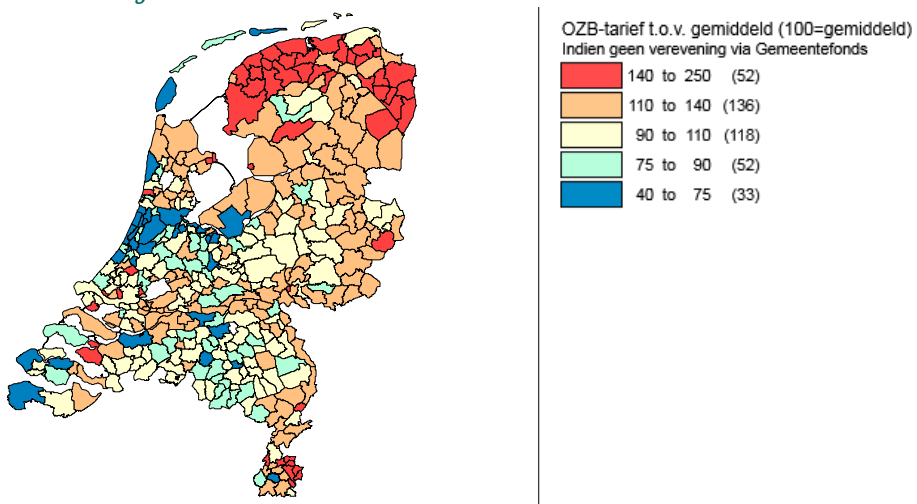 OZB-tarief t.o.v. gemiddeld (100=gemiddeld)
Indien geen verevening via Gemeentefonds
140 to 250 (52)
110 to 140 (136)
90 to 110 (118)
75 to 90 (52)
40 to 75 (33)